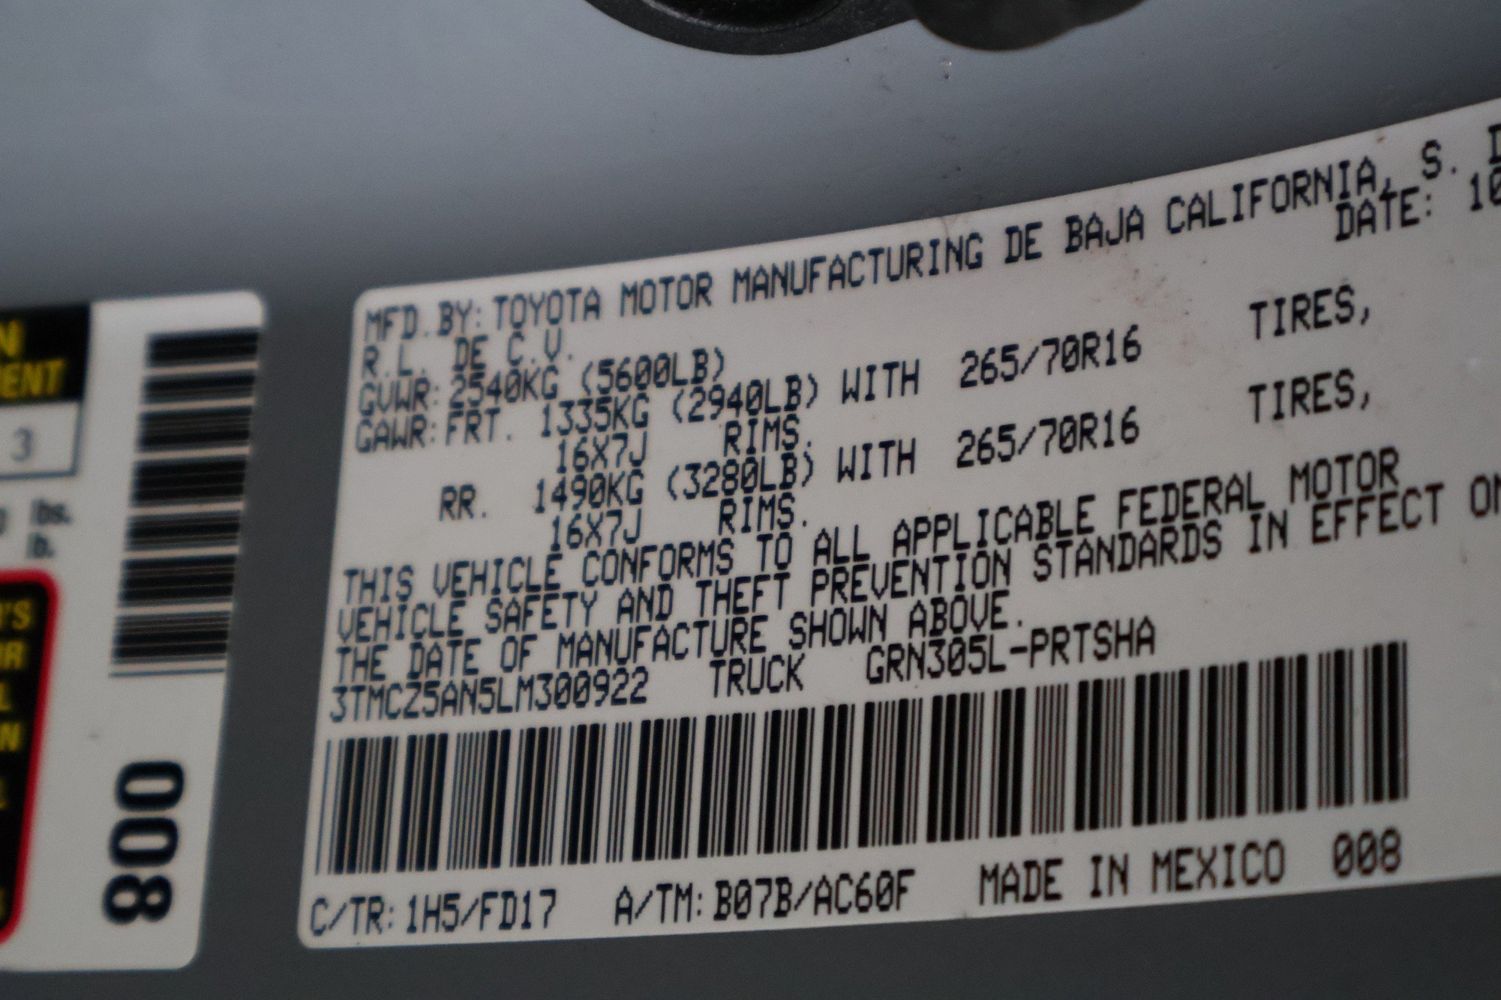 MFD.BY: TOYOTA MOTOR MANUFACTURING DE BAJA CALIFORNIA, S.
R.L. DE C.V. DATE: 10
GVWR: 2540KG (5600LB)
GAWR: FRT. 1335KG (2940LB) WITH 265/70R16 TIRES,
16X7J RIMS.
RR. 1490KG (3280LB) WITH 265/70R16 TIRES,
16X7J RIMS.
THIS VEHICLE CONFORMS TO ALL APPLICABLE FEDERAL MOTOR
VEHICLE SAFETY AND THEFT PREVENTION STANDARDS IN EFFECT ON
THE DATE OF MANUFACTURE SHOWN ABOVE.
3TMCZ5AN5LM300922 TRUCK GRN305L-PRTSHA
C/TR: 1H5/FD17 A/TM: B07B/AC60F MADE IN MEXICO 008
3
lbs.
lb.
008